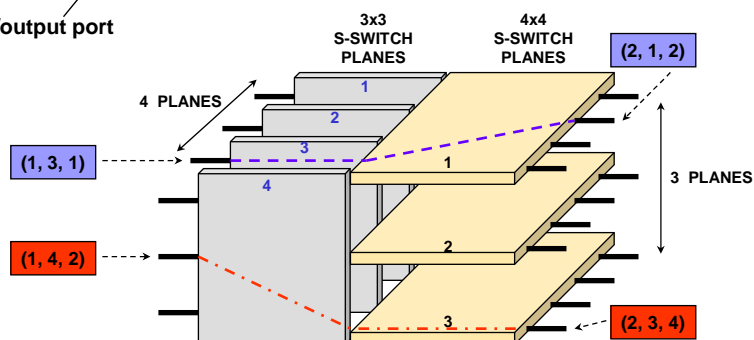 output port
3x3
S-SWITCH
PLANES
4x4
S-SWITCH
PLANES
(2, 1, 2)
4 PLANES
1
2
3
4
(1, 3, 1)
1
3 PLANES
2
(1, 4, 2)
3
(2, 3, 4)